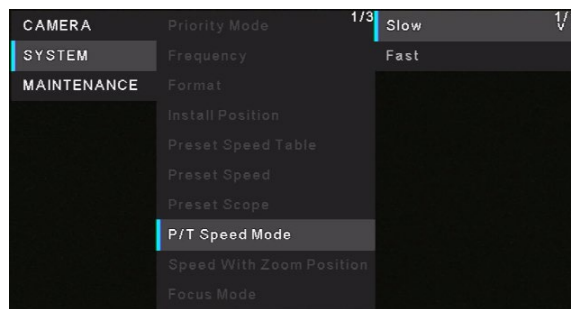 CAMERA
SYSTEM
MAINTENANCE
Priority Mode 1/3
Frequency
Format
Install Position
Preset Speed Table
Preset Speed
Preset Scope
P/T Speed Mode
Speed With Zoom Position
Focus Mode
Slow 1/
Fast